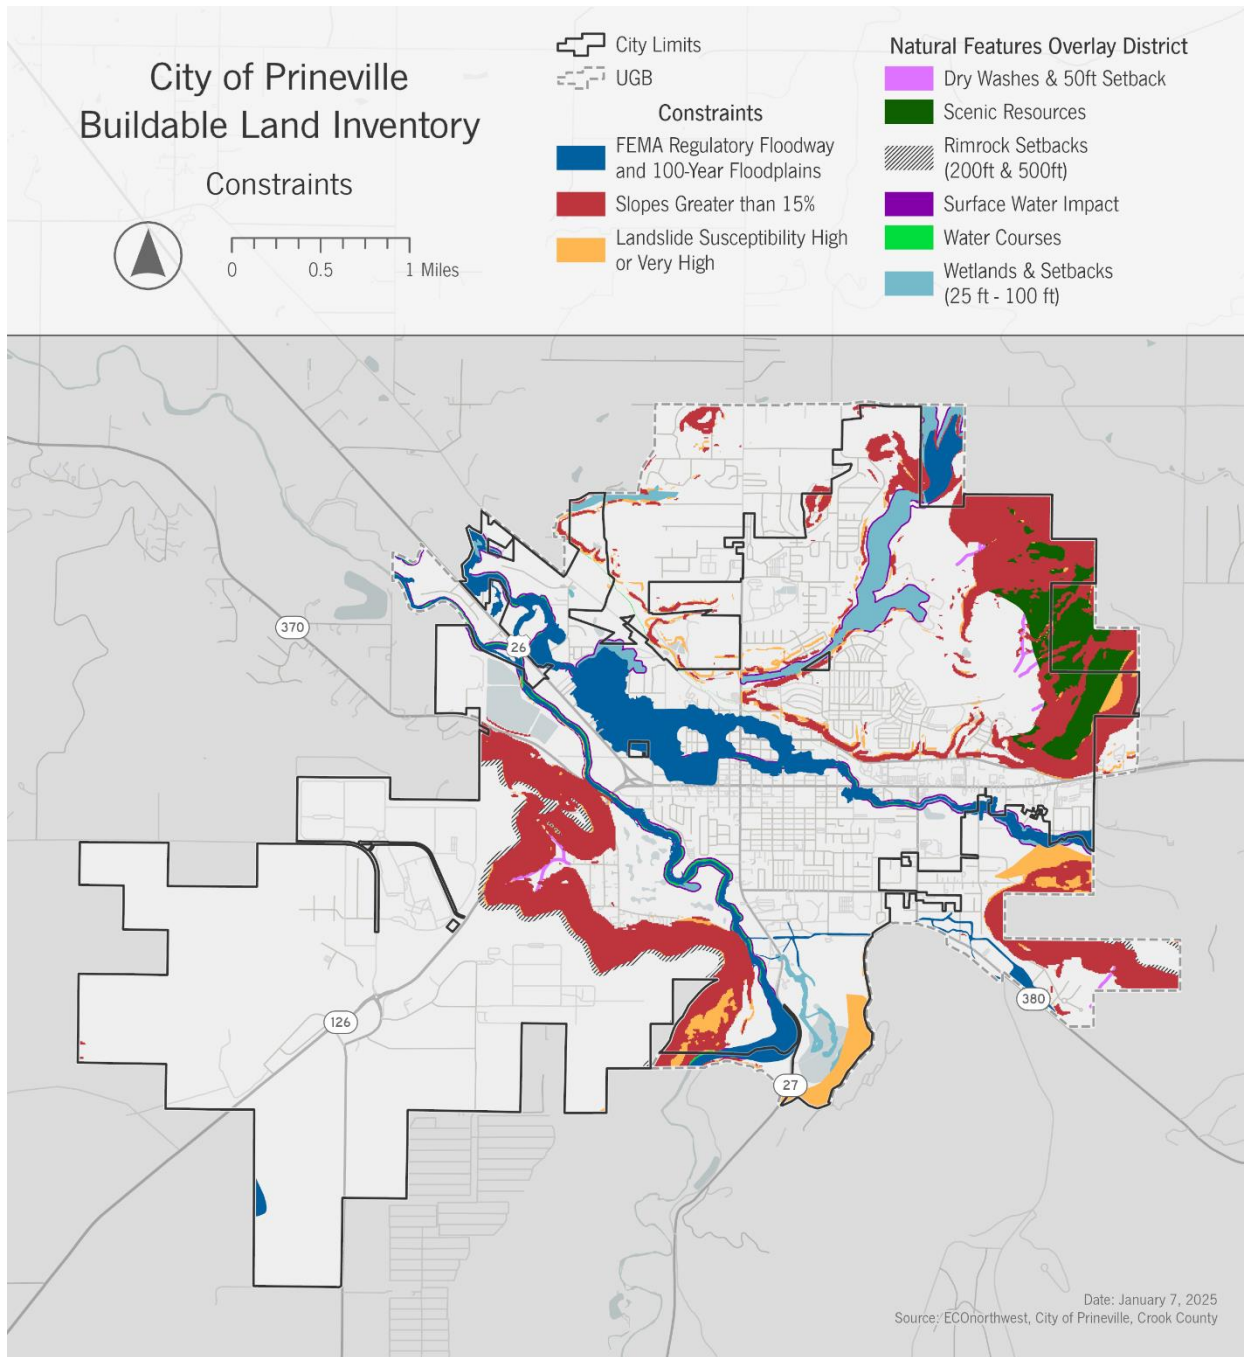 City of Prineville
Buildable Land Inventory
Constraints
0 0.5 1 Miles
City Limits
UGB
Constraints
FEMA Regulatory Floodway
and 100-Year Floodplains
Slopes Greater than 15%
Landslide Susceptibility High
or Very High
Natural Features Overlay District
Dry Washes & 50ft Setback
Scenic Resources
Rimrock Setbacks
(200ft & 500ft)
Surface Water Impact
Water Courses
Wetlands & Setbacks
(25 ft - 100 ft)
370
26
380
126
27
Date: January 7, 2025
Source: ECOnorthwest, City of Prineville, Crook County